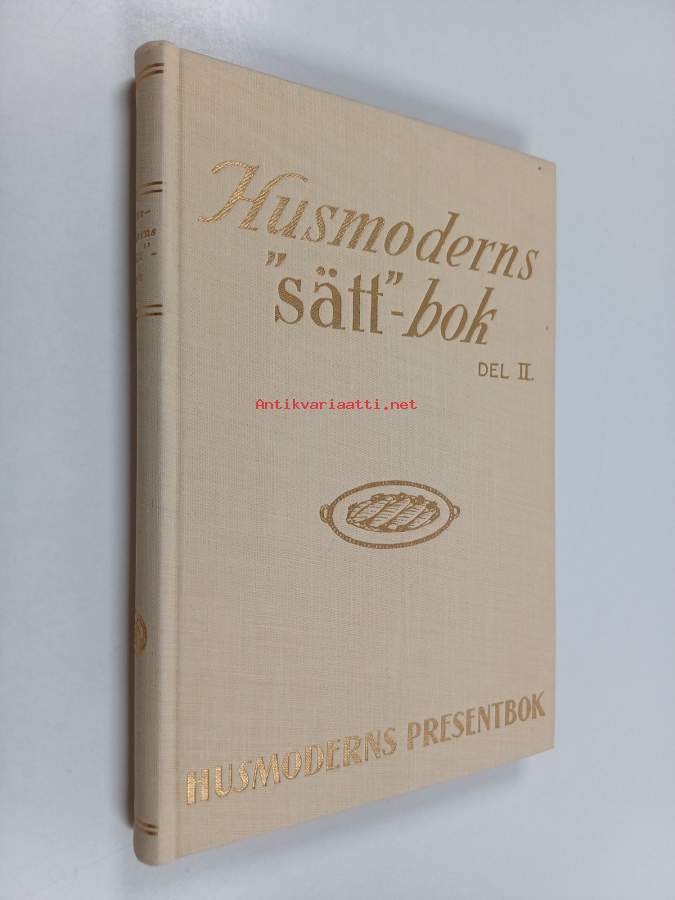 Husmoderns
"sätt"-bok
DEL II.
Antikvariaatti.net
HUSMODERNS PRESENTBOK